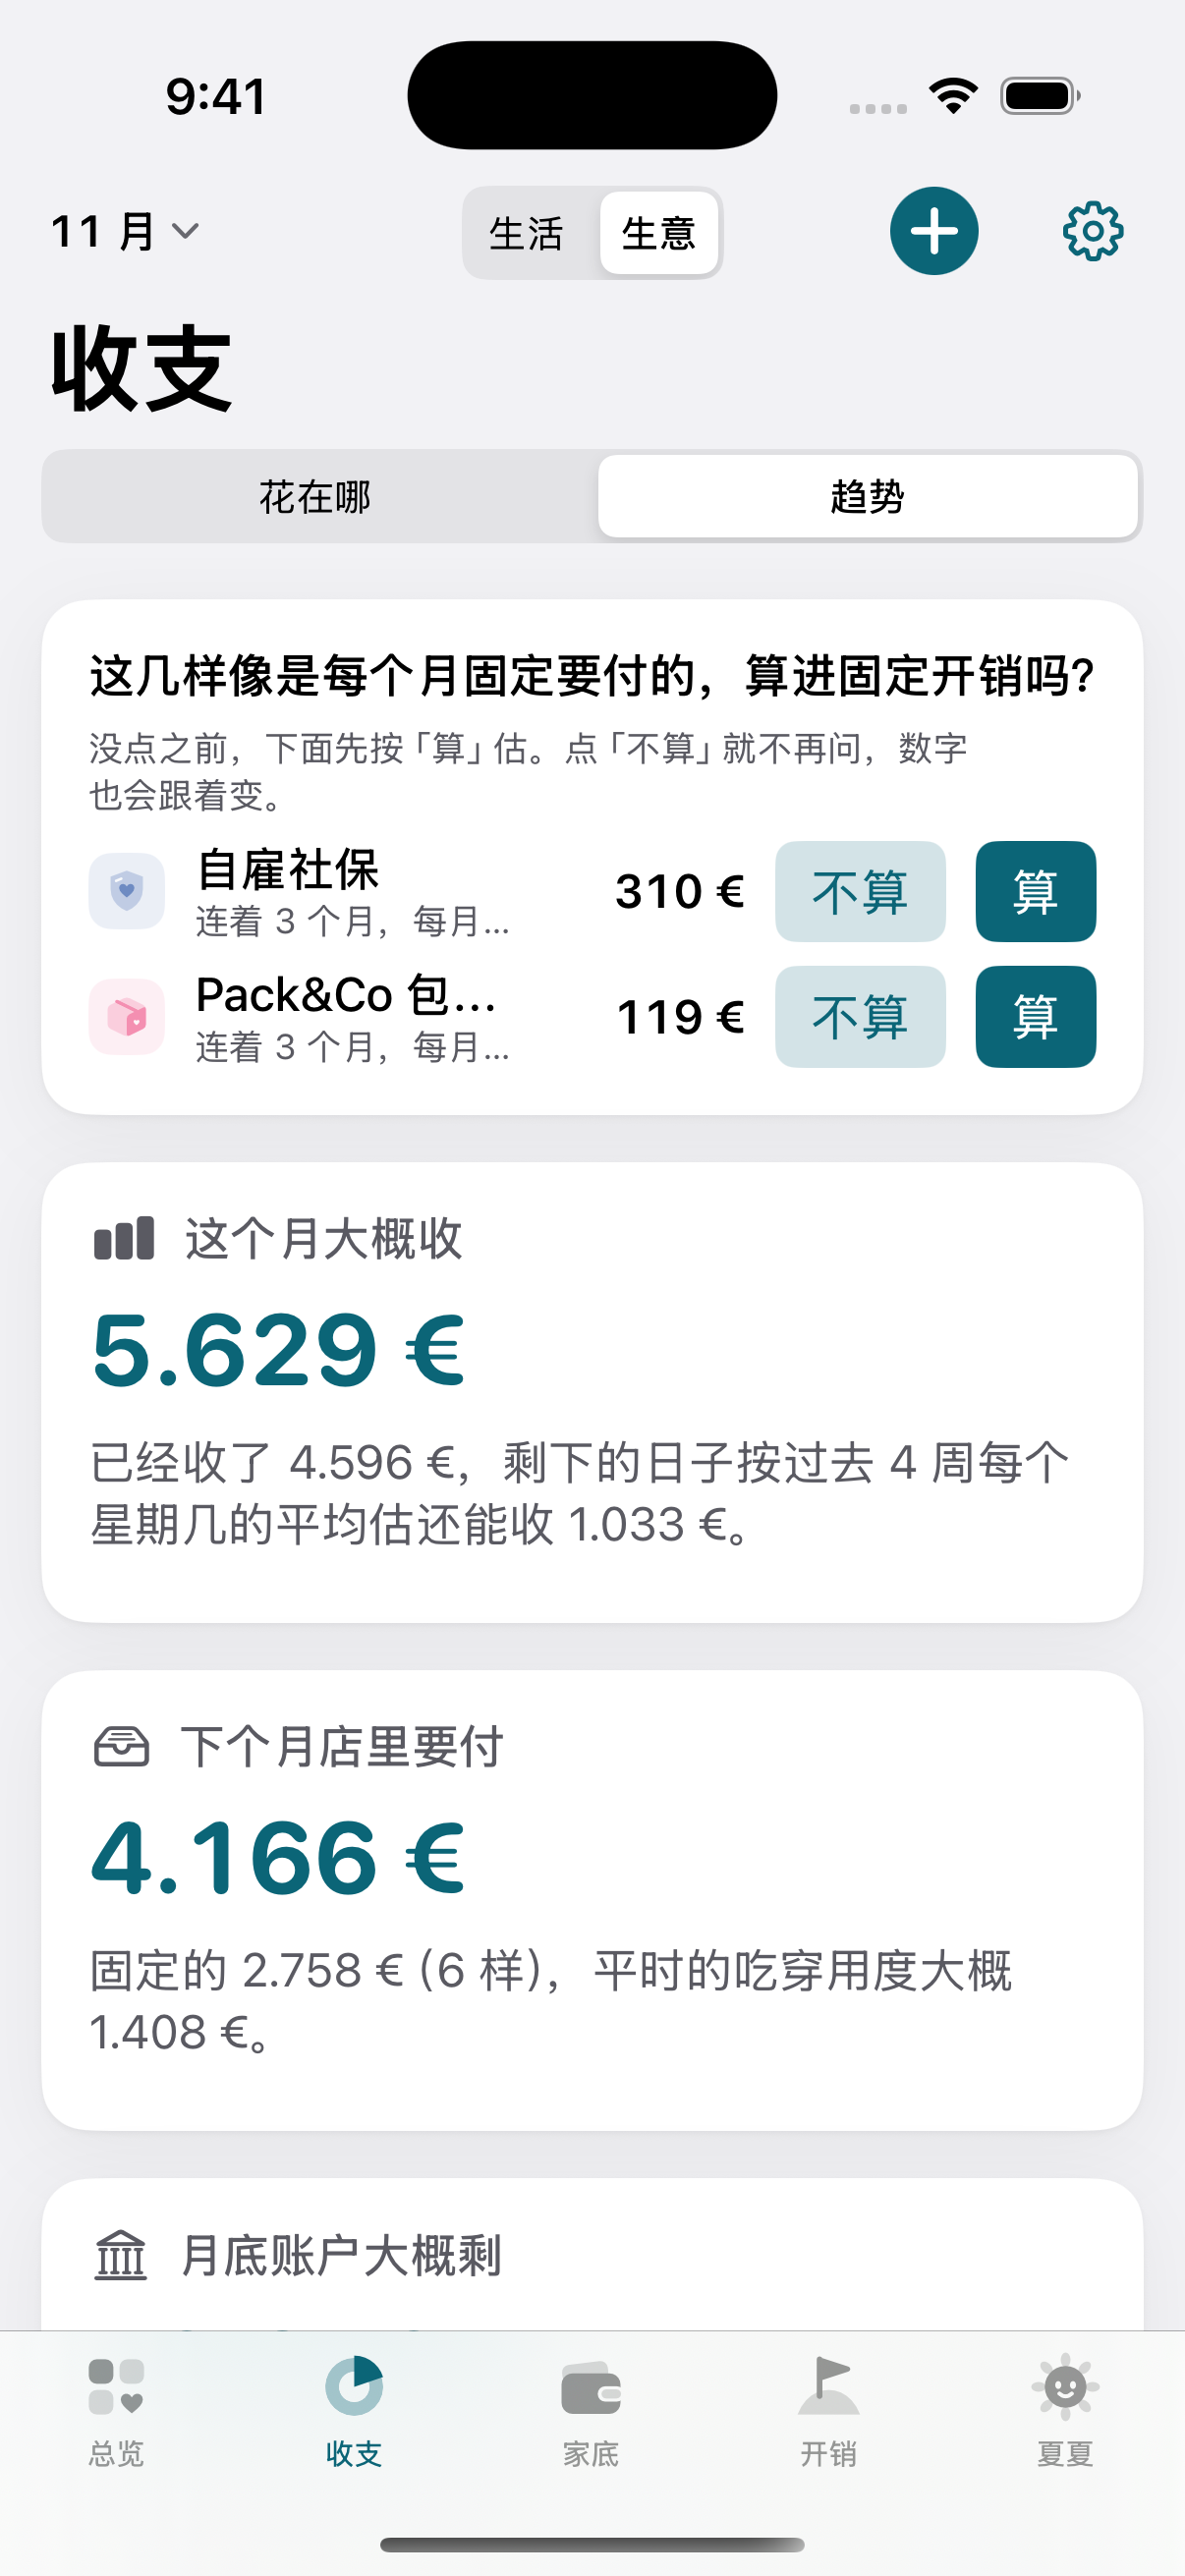 9:41
11 月
生活
生意
收支
花在哪
趋势
这几样像是每个月固定要付的，算进固定开销吗?
没点之前，下面先按「算」估。点「不算」就不再问，数字
也会跟着变。
自雇社保
310 €
不算
算
连着 3 个月，每月...
Pack&Co 包...
119 €
不算
算
连着 3 个月，每月...
这个月大概收
5.629 €
已经收了 4.596 €，剩下的日子按过去 4 周每个
星期几的平均估还能收 1.033 €。
下个月店里要付
4.166 €
固定的 2.758 € (6 样)，平时的吃穿用度大概
1.408 €。
月底账户大概剩
总览
收支
家底
开销
夏夏